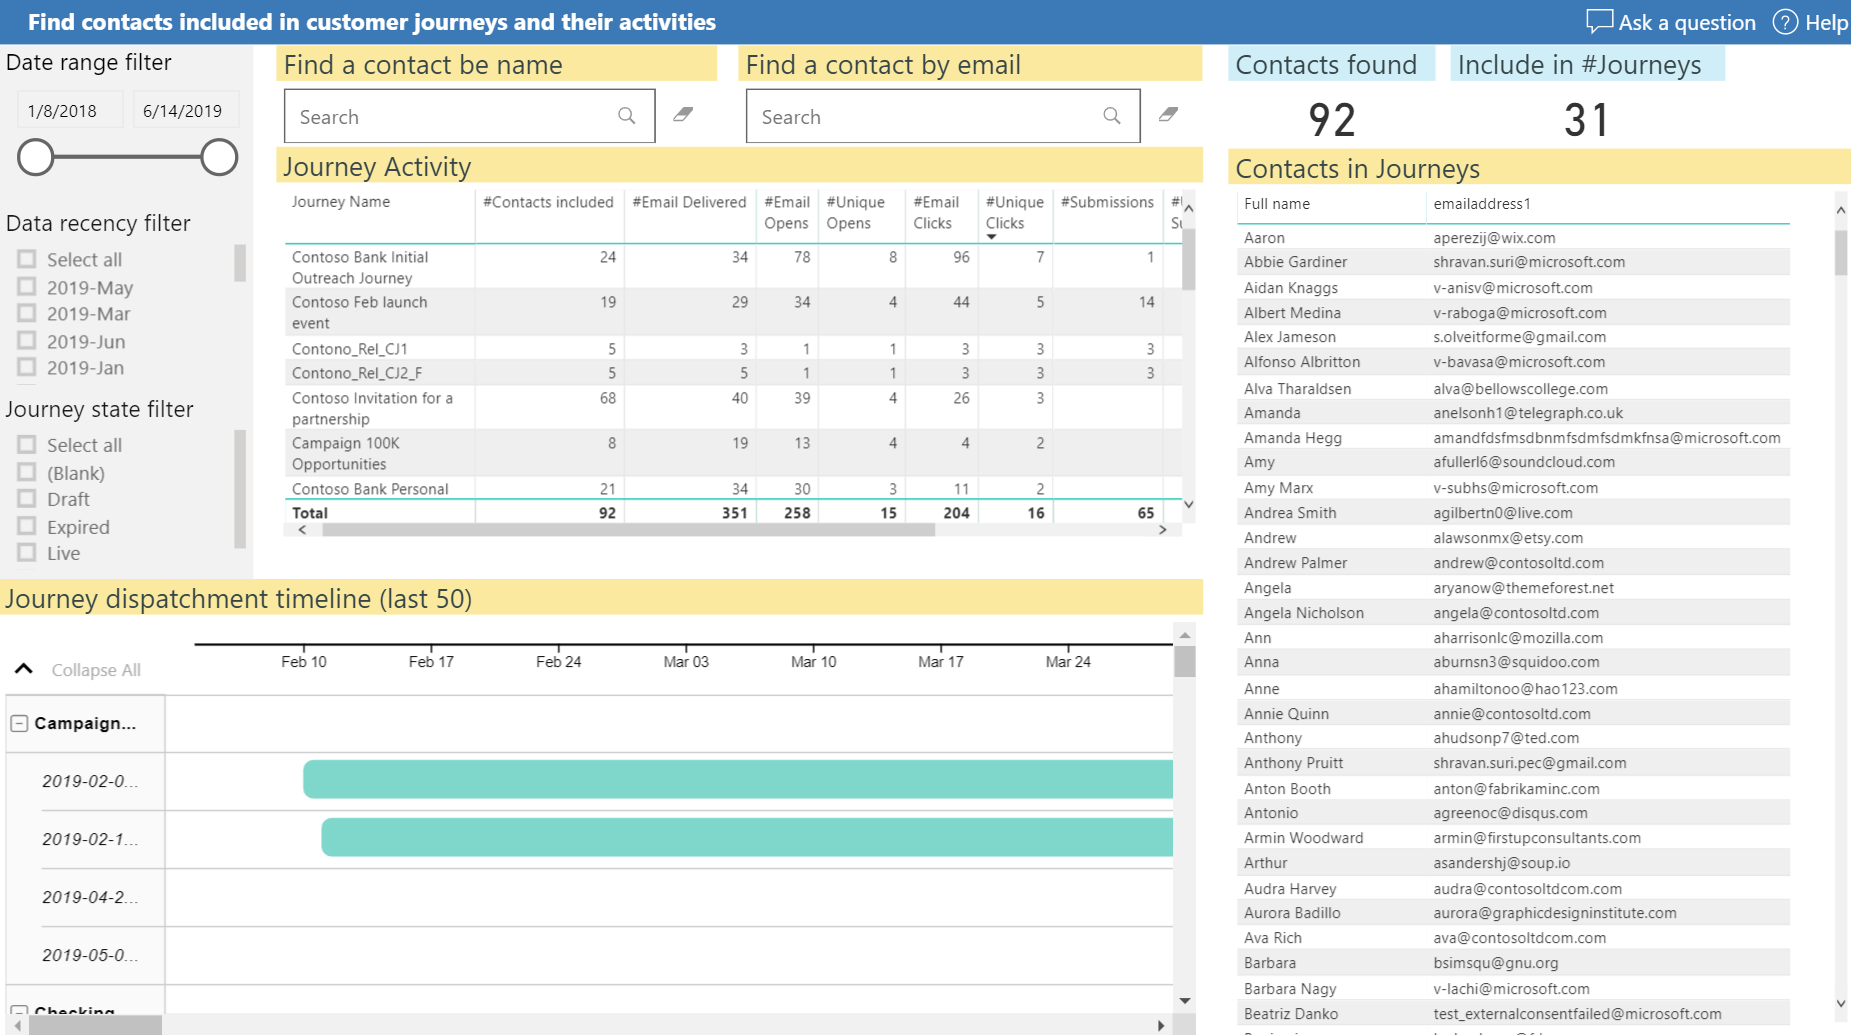 Find contacts included in customer journeys and their activities
Ask a question
Help
Date range filter
1/8/2018
6/14/2019
Data recency filter
Select all
2019-May
2019-Mar
2019-Jun
2019-Jan
Journey state filter
Select all
(Blank)
Draft
Expired
Live
Find a contact be name
Search
Find a contact by email
Search
Contacts found
92
Include in #Journeys
31
Journey Activity
Journey Name #Contacts included #Email Delivered #Email Opens #Unique Opens #Email Clicks #Unique Clicks #Submissions
Contoso Bank Initial Outreach Journey 24 34 78 8 96 7 1
Contoso Feb launch event 19 29 34 4 44 5 14
Contono_Rel_CJ1 5 3 1 1 3 3 3
Contono_Rel_CJ2_F 5 5 1 1 3 3 3
Contoso Invitation for a partnership 68 40 39 4 26 3
Campaign 100K Opportunities 8 19 13 4 4 2
Contoso Bank Personal 21 34 30 3 11 2
Total 92 351 258 15 204 16 65
Journey dispatchment timeline (last 50)
Collapse All
Feb 10 Feb 17 Feb 24 Mar 03 Mar 10 Mar 17 Mar 24
Campaign...
2019-02-0...
2019-02-1...
2019-04-2...
2019-05-0...
Checking
Contacts in Journeys
Full name emailaddress1
Aaron aperezij@wix.com
Abbie Gardiner shravan.suri@microsoft.com
Aidan Knaggs v-anisv@microsoft.com
Albert Medina v-raboga@microsoft.com
Alex Jameson s.olveitforme@gmail.com
Alfonso Albritton v-bavasa@microsoft.com
Alva Tharaldsen alva@bellowscollege.com
Amanda anelsonh1@telegraph.co.uk
Amanda Hegg amandfdsfmsdbnmfsdmfsdmkfnsa@microsoft.com
Amy afullerl6@soundcloud.com
Amy Marx v-subhs@microsoft.com
Andrea Smith agilbertn0@live.com
Andrew alawsonmx@etsy.com
Andrew Palmer andrew@contosoltd.com
Angela aryanow@themeforest.net
Angela Nicholson angela@contosoltd.com
Ann aharrisonlc@mozilla.com
Anna aburnsn3@squidoo.com
Anne ahamiltonoo@hao123.com
Annie Quinn annie@contosoltd.com
Anthony ahudsonp7@ted.com
Anthony Pruitt shravan.suri.pec@gmail.com
Anton Booth anton@fabrikaminc.com
Antonio agreenoc@disqus.com
Armin Woodward armin@firstupconsultants.com
Arthur asandershj@soup.io
Audra Harvey audra@contosoltdcom.com
Aurora Badillo aurora@graphicdesigninstitute.com
Ava Rich ava@contosoltdcom.com
Barbara bsimsqu@gnu.org
Barbara Nagy v-lachi@microsoft.com
Beatriz Danko test_externalconsentfailed@microsoft.com